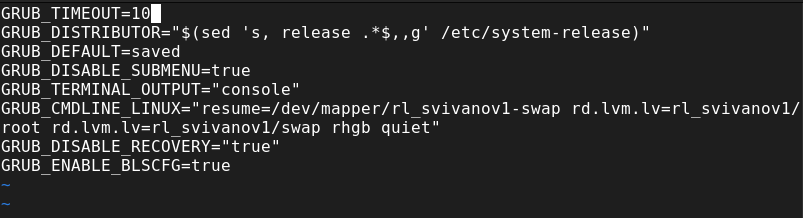 GRUB_TIMEOUT=10
GRUB_DISTRIBUTOR="$(sed 's, release .*$,,g' /etc/system-release)"
GRUB_DEFAULT=saved
GRUB_DISABLE_SUBMENU=true
GRUB_TERMINAL_OUTPUT="console"
GRUB_CMDLINE_LINUX="resume=/dev/mapper/rl_svivanov1-swap rd.lvm.lv=rl_svivanov1/
root rd.lvm.lv=rl_svivanov1/swap rhgb quiet"
GRUB_DISABLE_RECOVERY="true"
GRUB_ENABLE_BLSCFG=true
~
~